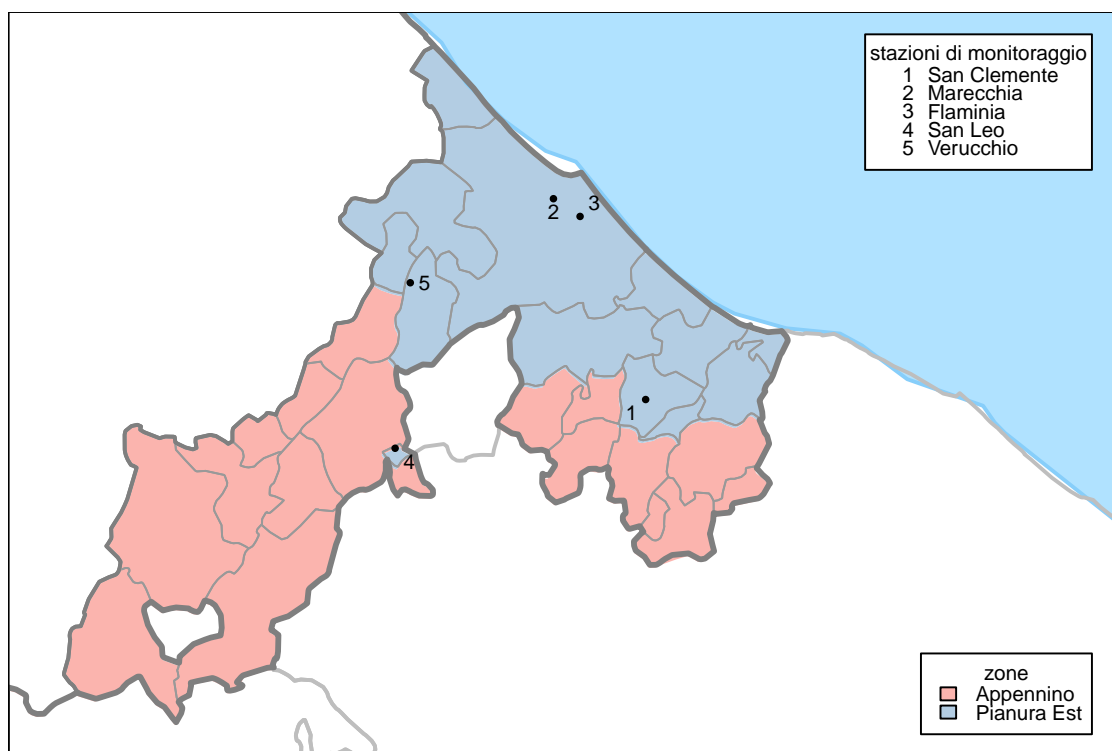 stazioni di monitoraggio
1 San Clemente
2 Marecchia
3 Flaminia
4 San Leo
5 Verucchio
2
3
5
1
4
zone
Appennino
Pianura Est